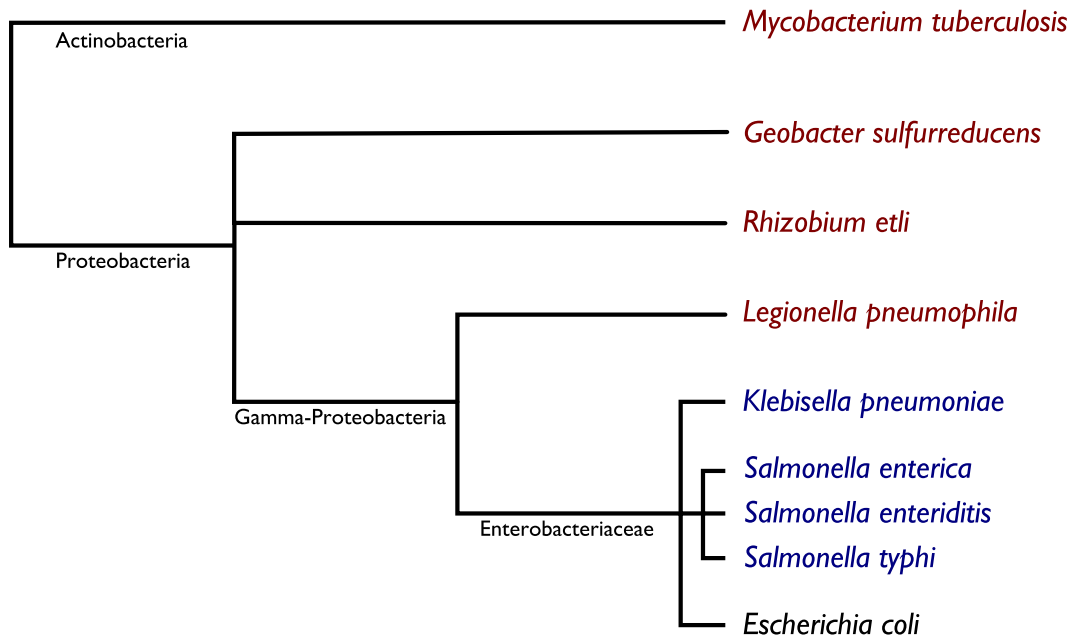 Mycobacterium tuberculosis
Actinobacteria
Geobacter sulfurreducens
Rhizobium etli
Proteobacteria
Legionella pneumophila
Klebisella pneumoniae
Gamma-Proteobacteria
Salmonella enterica
Salmonella enteriditis
Enterobacteriaceae
Salmonella typhi
Escherichia coli